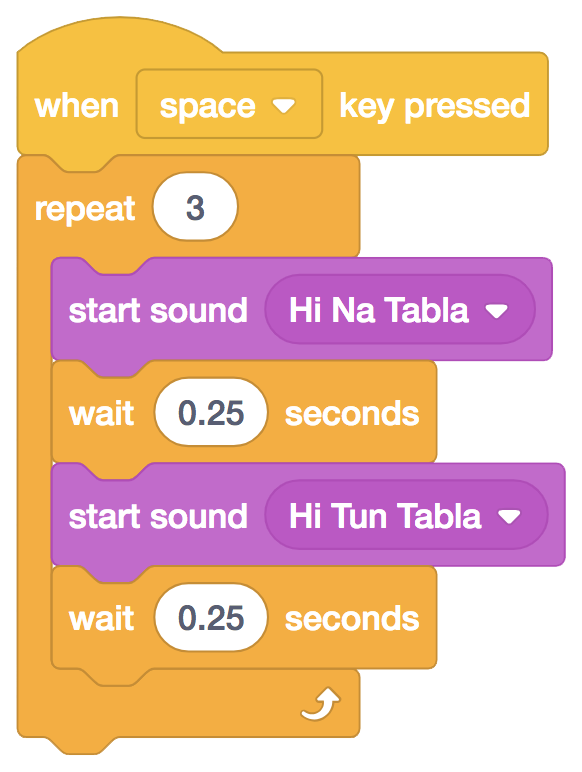 when space key pressed
repeat 3
start sound Hi Na Tabla
wait 0.25 seconds
start sound Hi Tun Tabla
wait 0.25 seconds